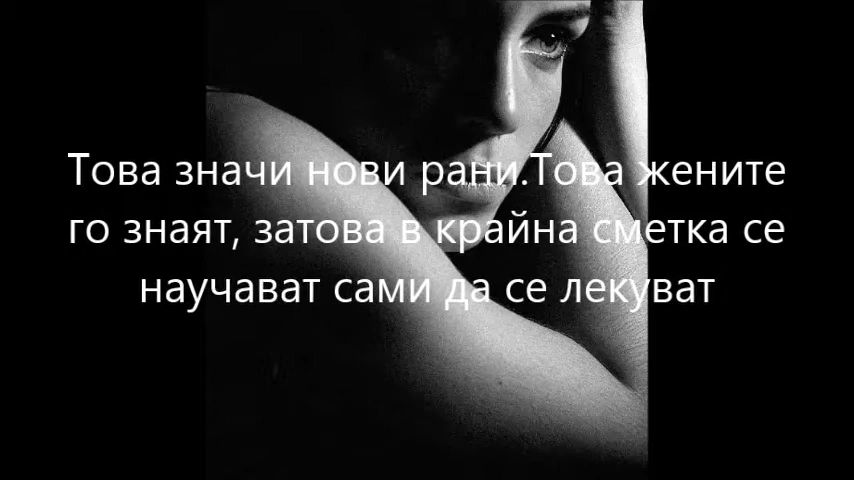 Това значи нови рани.Това жените
го знаят, затова в крайна сметка се
научават сами да се лекуват